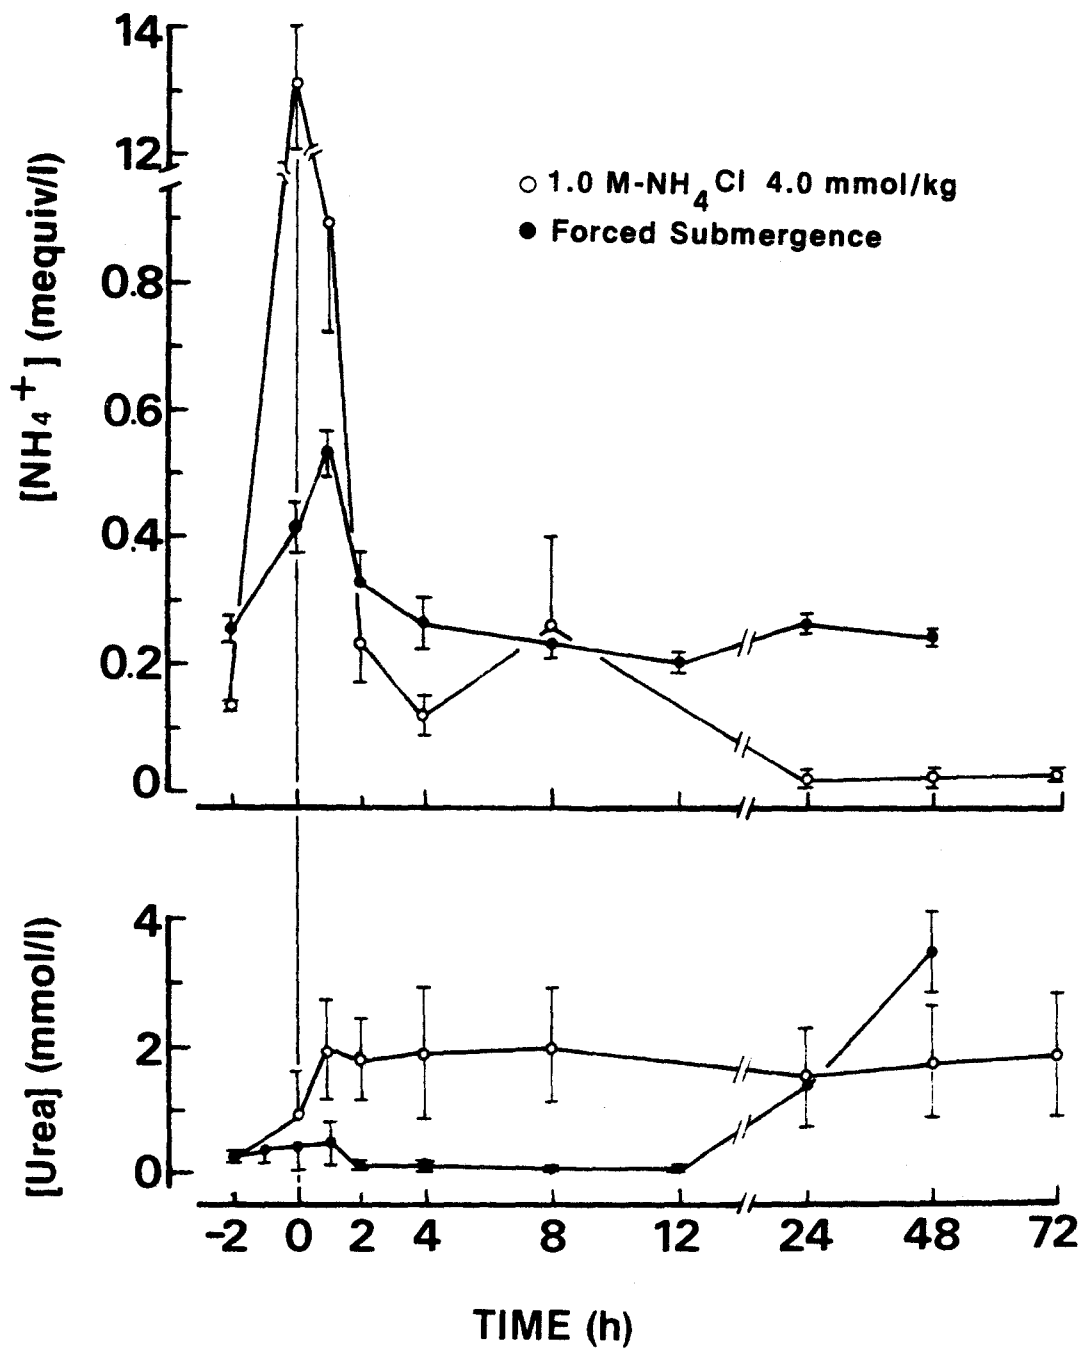 14
12
[NH4+] (mequiv/l)
○ 1.0 M-NH4Cl 4.0 mmol/kg
● Forced Submergence
0.8
0.6
0.4
0.2
0
[Urea] (mmol/l)
4
2
0
-2 0 2 4 8 12 24 48 72
TIME (h)